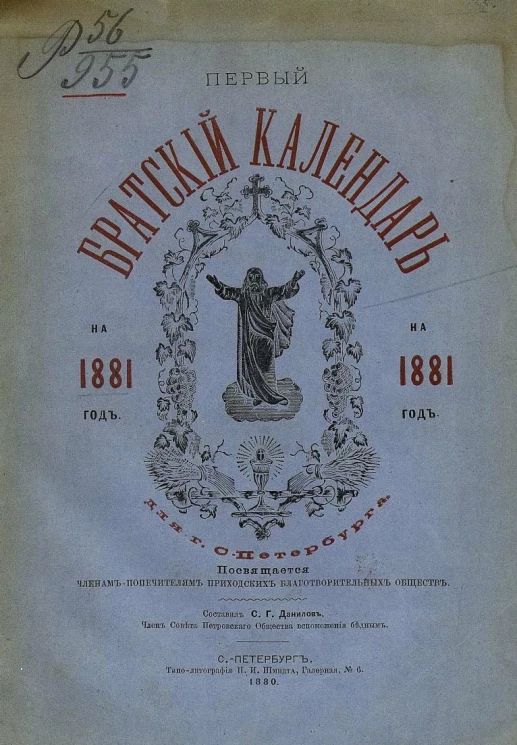 Р 56
955
ПЕРВЫЙ
БРАТСКІЙ КАЛЕНДАРЬ
НА
1881
ГОДЪ.
НА
1881
ГОДЪ.
для г. С.-Петербурга.
Посвящается
ЧЛЕНАМЪ-ПОПЕЧИТЕЛЯМЪ ПРИХОДСКИХЪ БЛАГОТВОРИТЕЛЬНЫХЪ ОБЩЕСТВЪ.
Составилъ С. Г. Даниловъ,
Членъ Совѣта Петровскаго Общества вспоможенія бѣднымъ.
С.-ПЕТЕРБУРГЪ.
Типо-литографія П. И. Шмидта, Галерная, № 6.
1880.